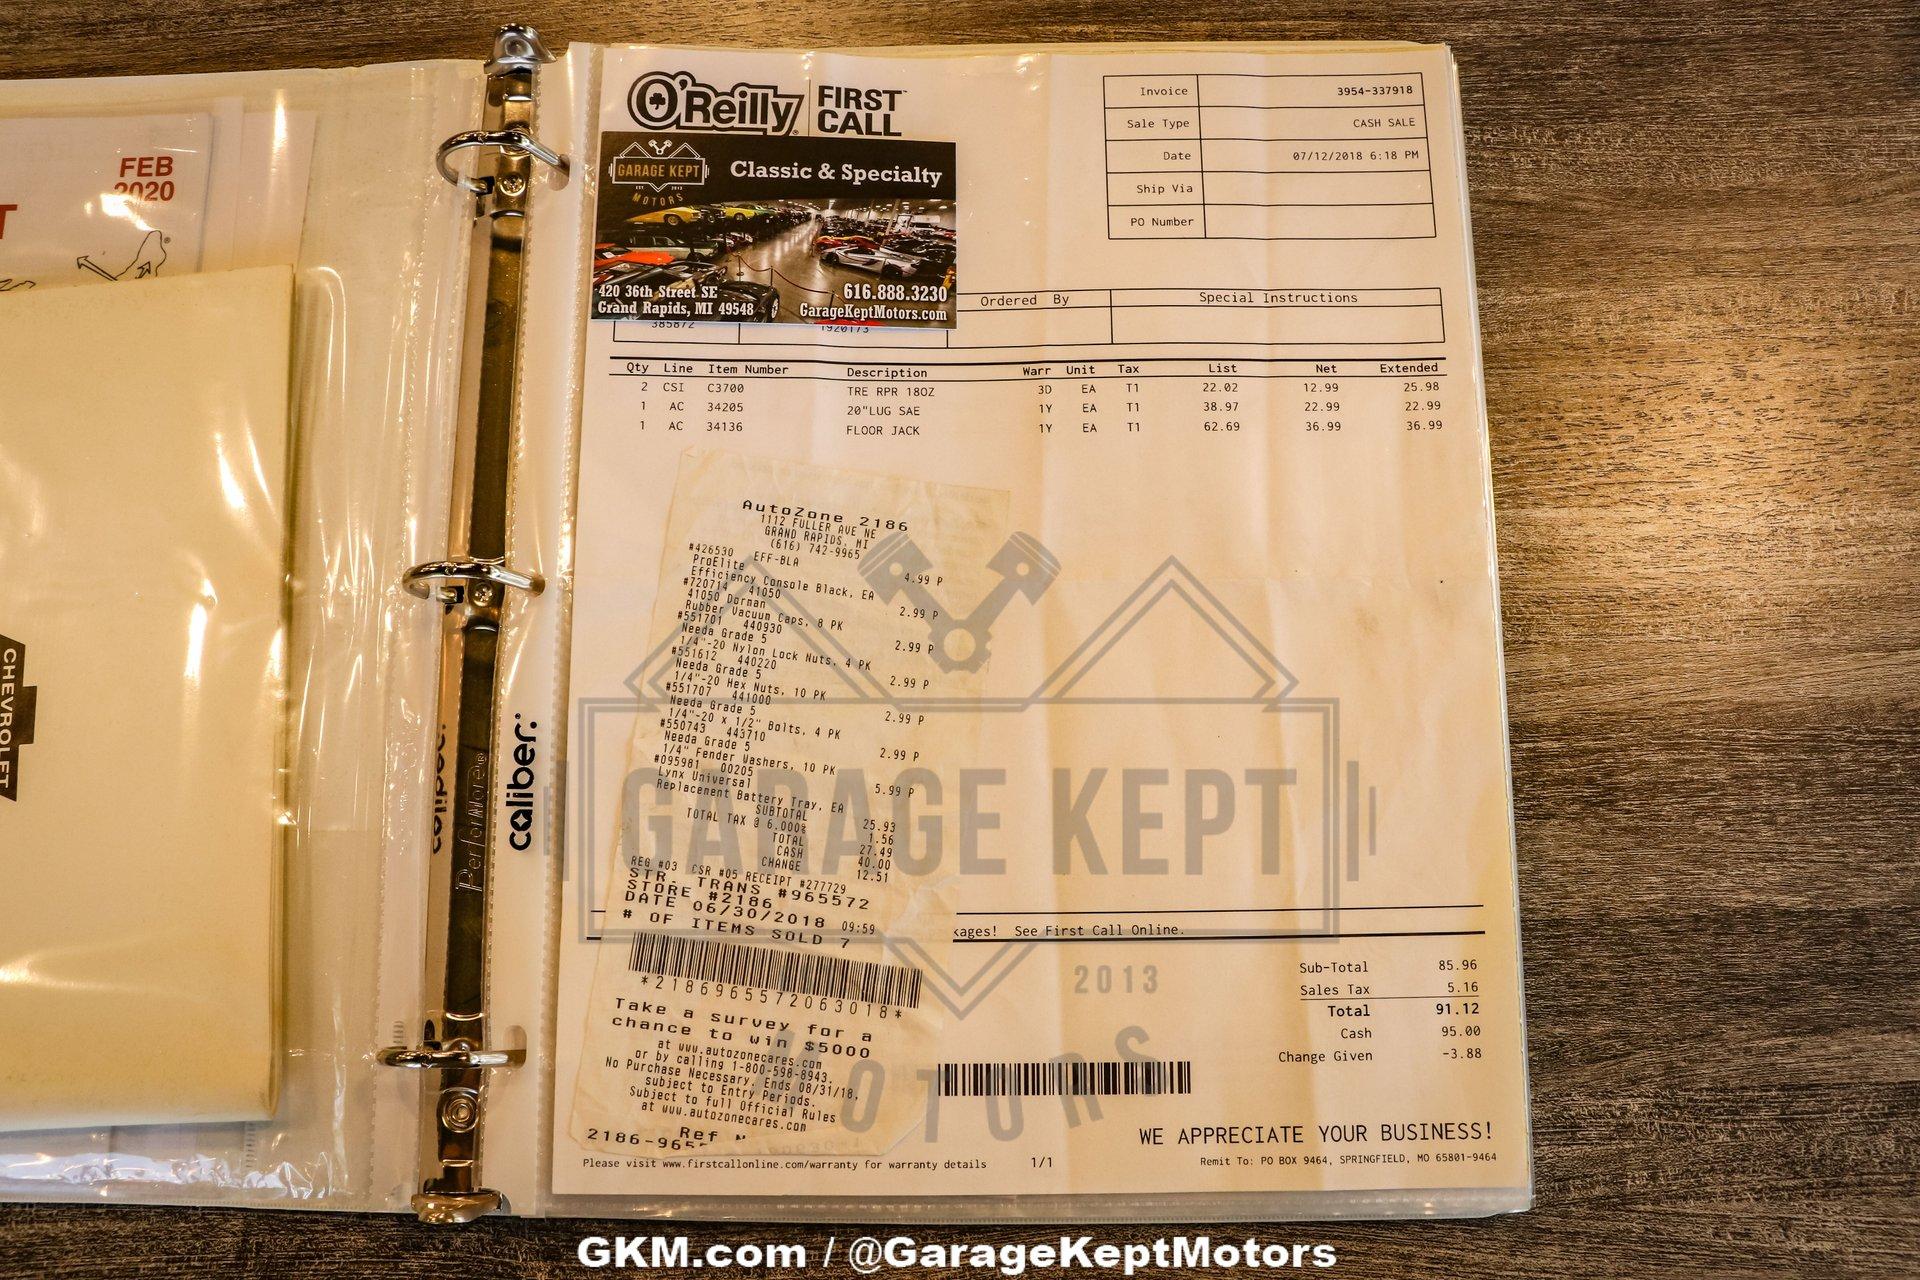 FEB
2020
T
CHEVROLET
caliber.
O'Reilly FIRST CALL
Invoice 3954-337918
Sale Type CASH SALE
Date 07/12/2018 6:18 PM
Ship Via
PO Number
GARAGE KEPT
EST. 2013
MOTORS
Classic & Specialty
420 36th Street SE
Grand Rapids, MI 49548
616.888.3230
GarageKeptMotors.com
Ordered By Special Instructions
385872 1920173
Qty Line Item Number Description Warr Unit Tax List Net Extended
2 CSI C3700 TRE RPR 18OZ 3D EA T1 22.02 12.99 25.98
1 AC 34205 20"LUG SAE 1Y EA T1 38.97 22.99 22.99
1 AC 34136 FLOOR JACK 1Y EA T1 62.69 36.99 36.99
AutoZone 2186
1112 FULLER AVE NE
GRAND RAPIDS, MI
(616) 742-9965
#426530 EFF-BLA 4.99 P
ProElite
Efficiency Console Black, EA
#720714 41050 2.99 P
41050 Dorman
Rubber Vacuum Caps, 8 PK
#551701 440930 2.99 P
Needa Grade 5
1/4"-20 Nylon Lock Nuts, 4 PK
#551612 440220 2.99 P
Needa Grade 5
1/4"-20 Hex Nuts, 10 PK
#551707 441000 2.99 P
Needa Grade 5
1/4"-20 x 1/2" Bolts, 4 PK
#550743 443710 2.99 P
Needa Grade 5
1/4" Fender Washers, 10 PK
#095981 00205 5.99 P
Lynx Universal
Replacement Battery Tray, EA
SUBTOTAL 25.93
TOTAL TAX @ 6.000% 1.56
TOTAL 27.49
CASH 40.00
CHANGE 12.51
REG #03 CSR #05 RECEIPT #277729
STR. TRANS #965572
STORE #2186
DATE 06/30/2018 09:59
# OF ITEMS SOLD 7
*2186965572063018*
Take a survey for a
chance to win $5000
at www.autozonecares.com
or by calling 1-800-598-8943.
No Purchase Necessary. Ends 08/31/18,
subject to Entry Periods.
Subject to full Official Rules
at www.autozonecares.com
Ref
2186-965
GARAGE KEPT
2013
MOTORS
kages! See First Call Online.
Sub-Total 85.96
Sales Tax 5.16
Total 91.12
Cash 95.00
Change Given -3.88
WE APPRECIATE YOUR BUSINESS!
Please visit www.firstcallonline.com/warranty for warranty details 1/1 Remit To: PO BOX 9464, SPRINGFIELD, MO 65801-9464
GKM.com / @GarageKeptMotors